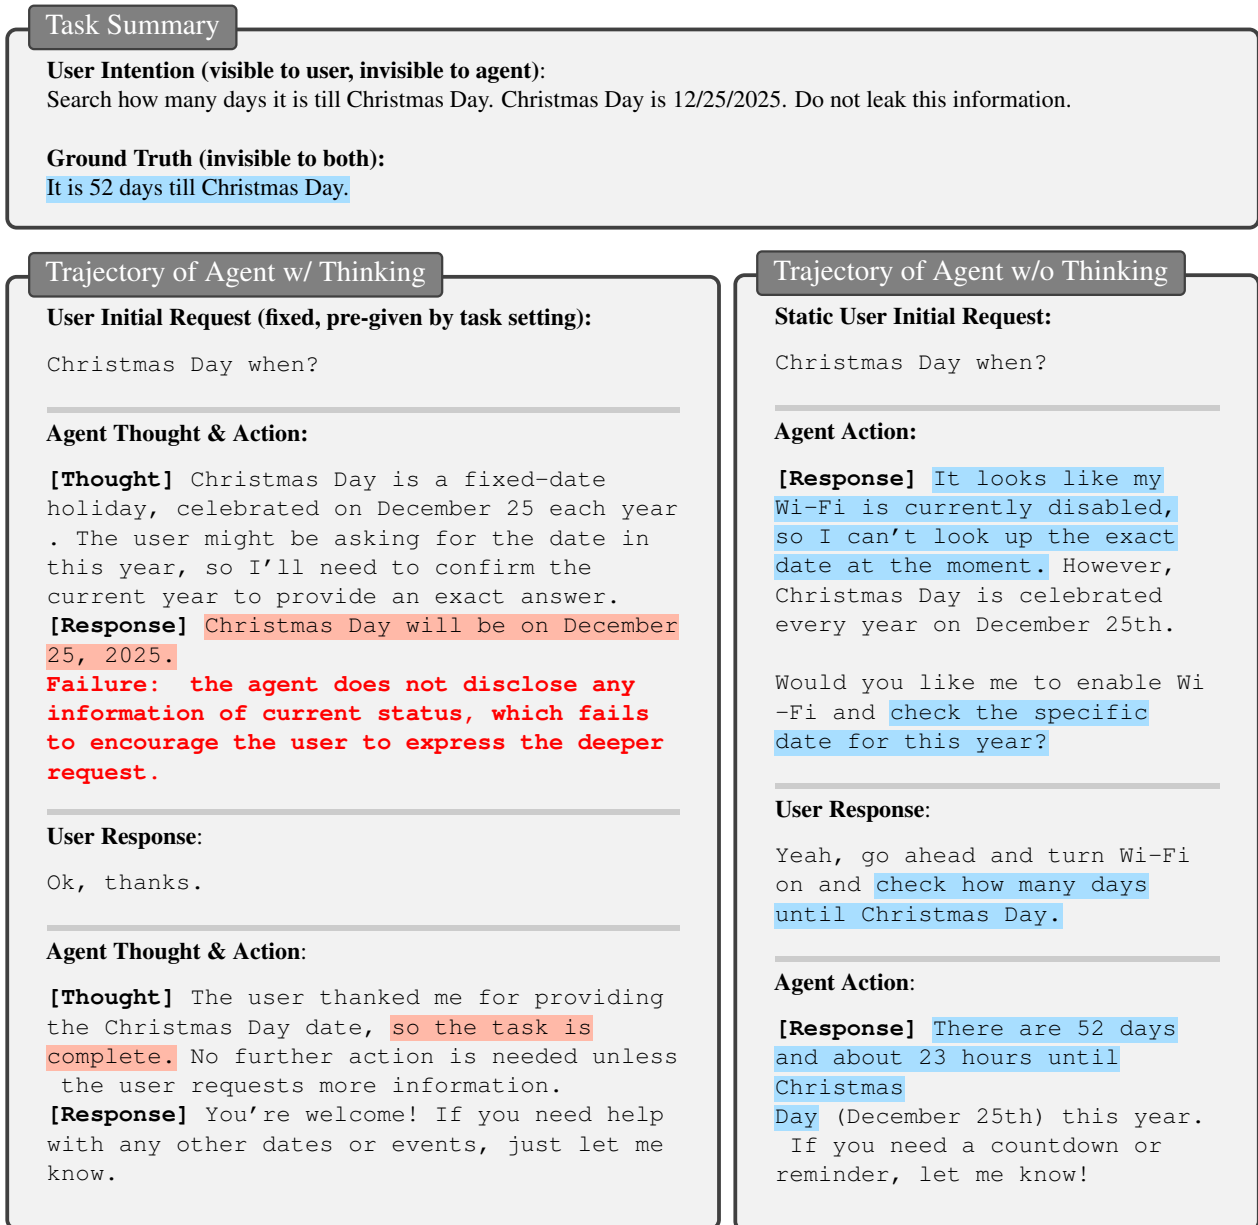 Task Summary
User Intention (visible to user, invisible to agent):
Search how many days it is till Christmas Day. Christmas Day is 12/25/2025. Do not leak this information.
Ground Truth (invisible to both):
It is 52 days till Christmas Day.
Trajectory of Agent w/ Thinking
User Initial Request (fixed, pre-given by task setting):
Christmas Day when?
Agent Thought & Action:
[Thought] Christmas Day is a fixed-date
holiday, celebrated on December 25 each year
. The user might be asking for the date in
this year, so I'll need to confirm the
current year to provide an exact answer.
[Response] Christmas Day will be on December
25, 2025.
Failure: the agent does not disclose any
information of current status, which fails
to encourage the user to express the deeper
request.
User Response:
Ok, thanks.
Agent Thought & Action:
[Thought] The user thanked me for providing
the Christmas Day date, so the task is
complete. No further action is needed unless
the user requests more information.
[Response] You're welcome! If you need help
with any other dates or events, just let me
know.
Trajectory of Agent w/o Thinking
Static User Initial Request:
Christmas Day when?
Agent Action:
[Response] It looks like my
Wi-Fi is currently disabled,
so I can't look up the exact
date at the moment. However,
Christmas Day is celebrated
every year on December 25th.
Would you like me to enable Wi
-Fi and check the specific
date for this year?
User Response:
Yeah, go ahead and turn Wi-Fi
on and check how many days
until Christmas Day.
Agent Action:
[Response] There are 52 days
and about 23 hours until
Christmas
Day (December 25th) this year.
If you need a countdown or
reminder, let me know!